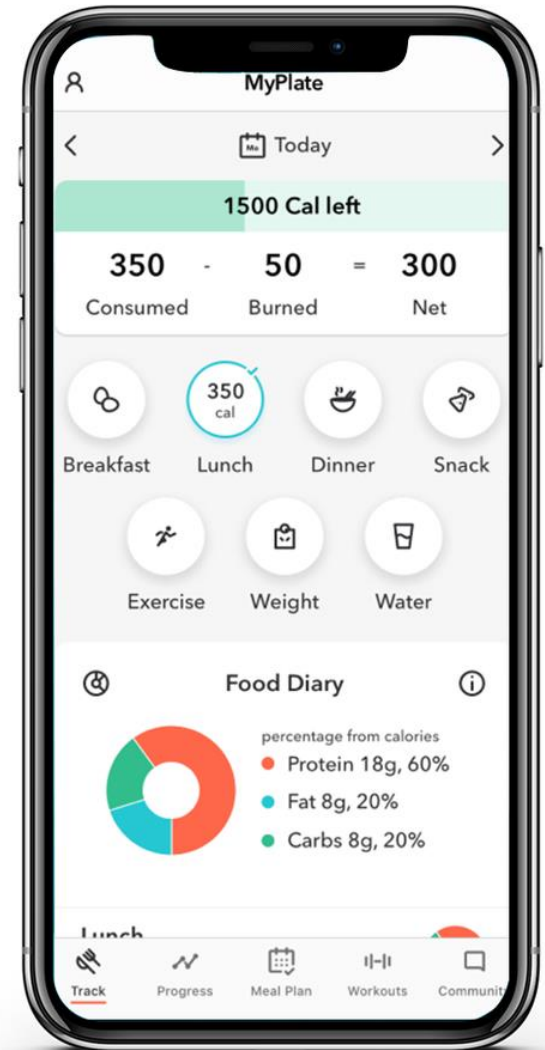 MyPlate
Today
1500 Cal left
350 - 50 = 300
Consumed Burned Net
350
cal
Breakfast Lunch Dinner Snack
Exercise Weight Water
Food Diary
percentage from calories
Protein 18g, 60%
Fat 8g, 20%
Carbs 8g, 20%
Lunch
Track Progress Meal Plan Workouts Communit